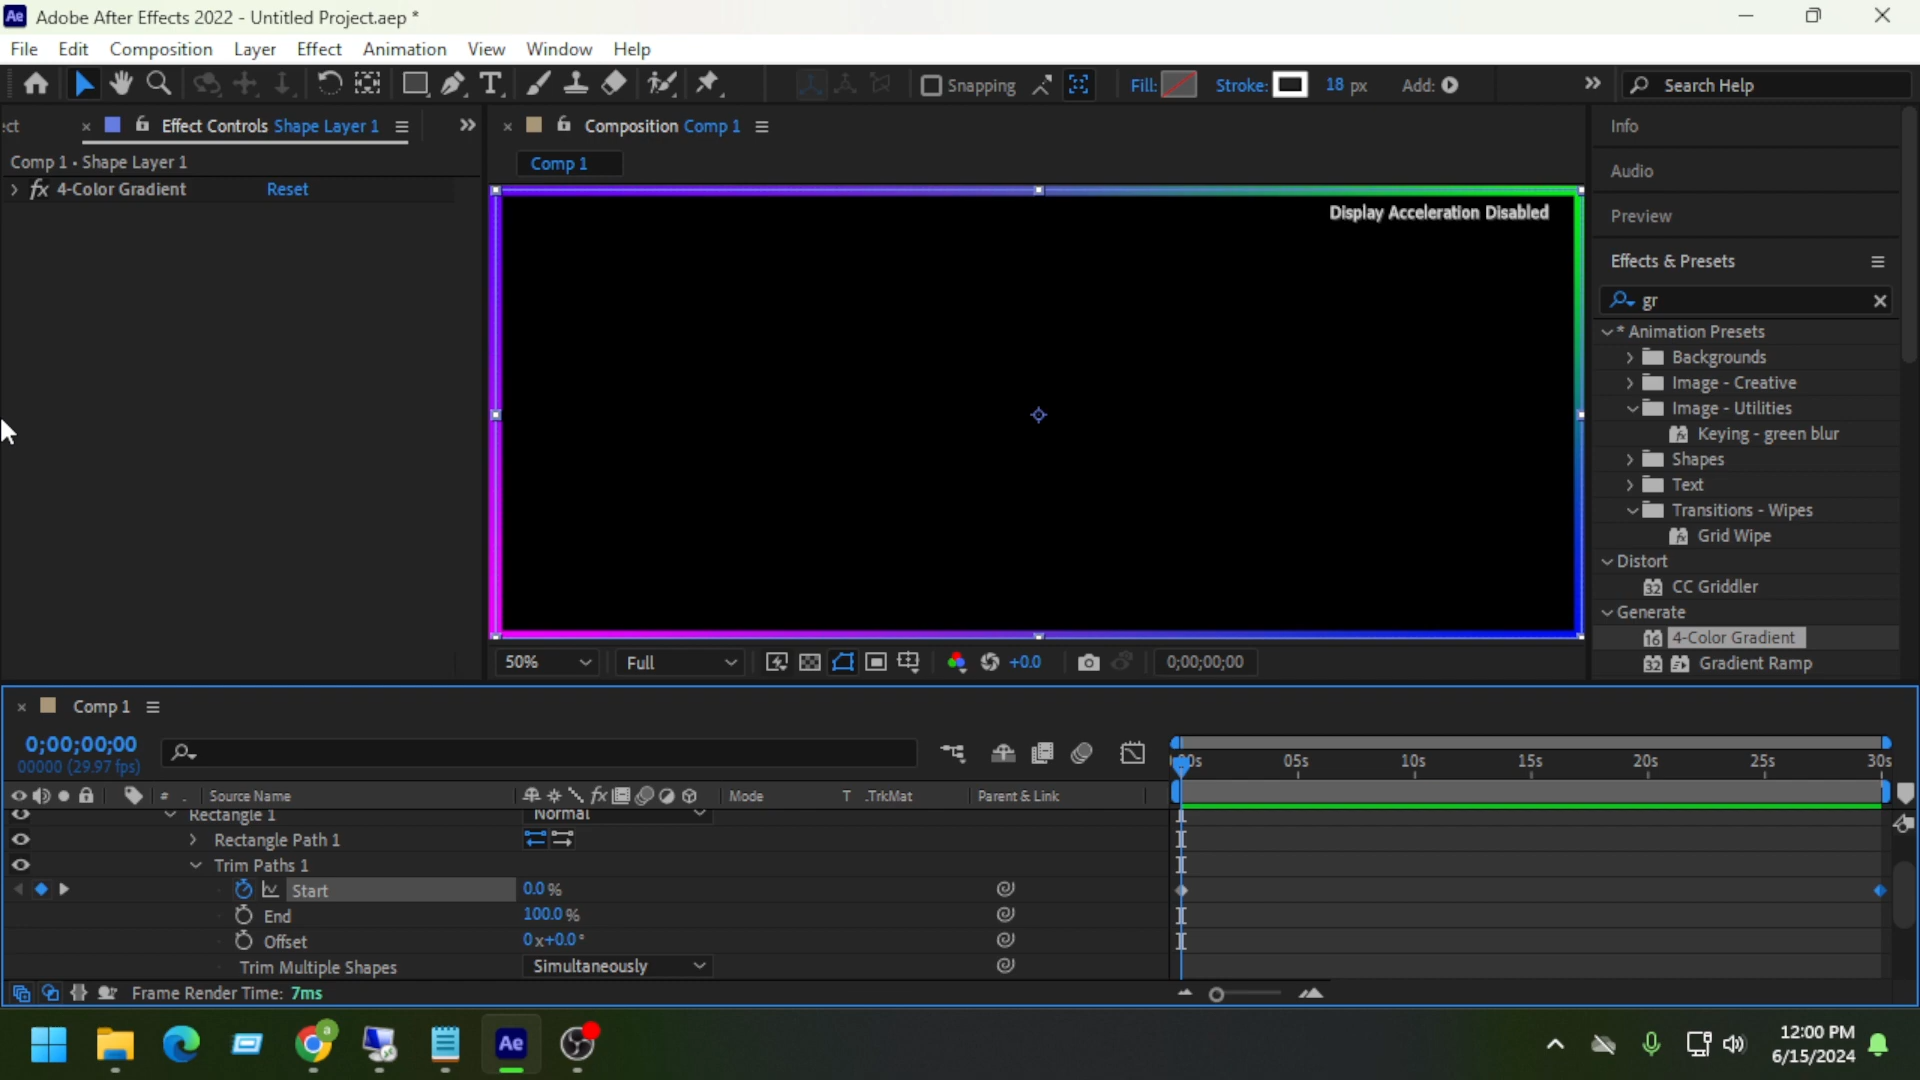 Adobe After Effects 2022 - Untitled Project.aep *
File Edit Composition Layer Effect Animation View Window Help
Snapping Fill: Stroke: 18 px Add: Search Help
ect Effect Controls Shape Layer 1
Comp 1 • Shape Layer 1
fx 4-Color Gradient Reset
Composition Comp 1
Comp 1
Display Acceleration Disabled
50% Full +0.0 0;00;00;00
Info
Audio
Preview
Effects & Presets
gr
* Animation Presets
Backgrounds
Image - Creative
Image - Utilities
Keying - green blur
Shapes
Text
Transitions - Wipes
Grid Wipe
Distort
32 CC Griddler
Generate
16 4-Color Gradient
32 Gradient Ramp
Comp 1
0;00;00;00
00000 (29.97 fps)
05s 10s 15s 20s 25s 30s
# . Source Name fx Mode T .TrkMat Parent & Link
Rectangle 1 Normal
Rectangle Path 1
Trim Paths 1
Start 0.0 %
End 100.0 %
Offset 0x+0.0°
Trim Multiple Shapes Simultaneously
Frame Render Time: 7ms
a
Ae
12:00 PM
6/15/2024